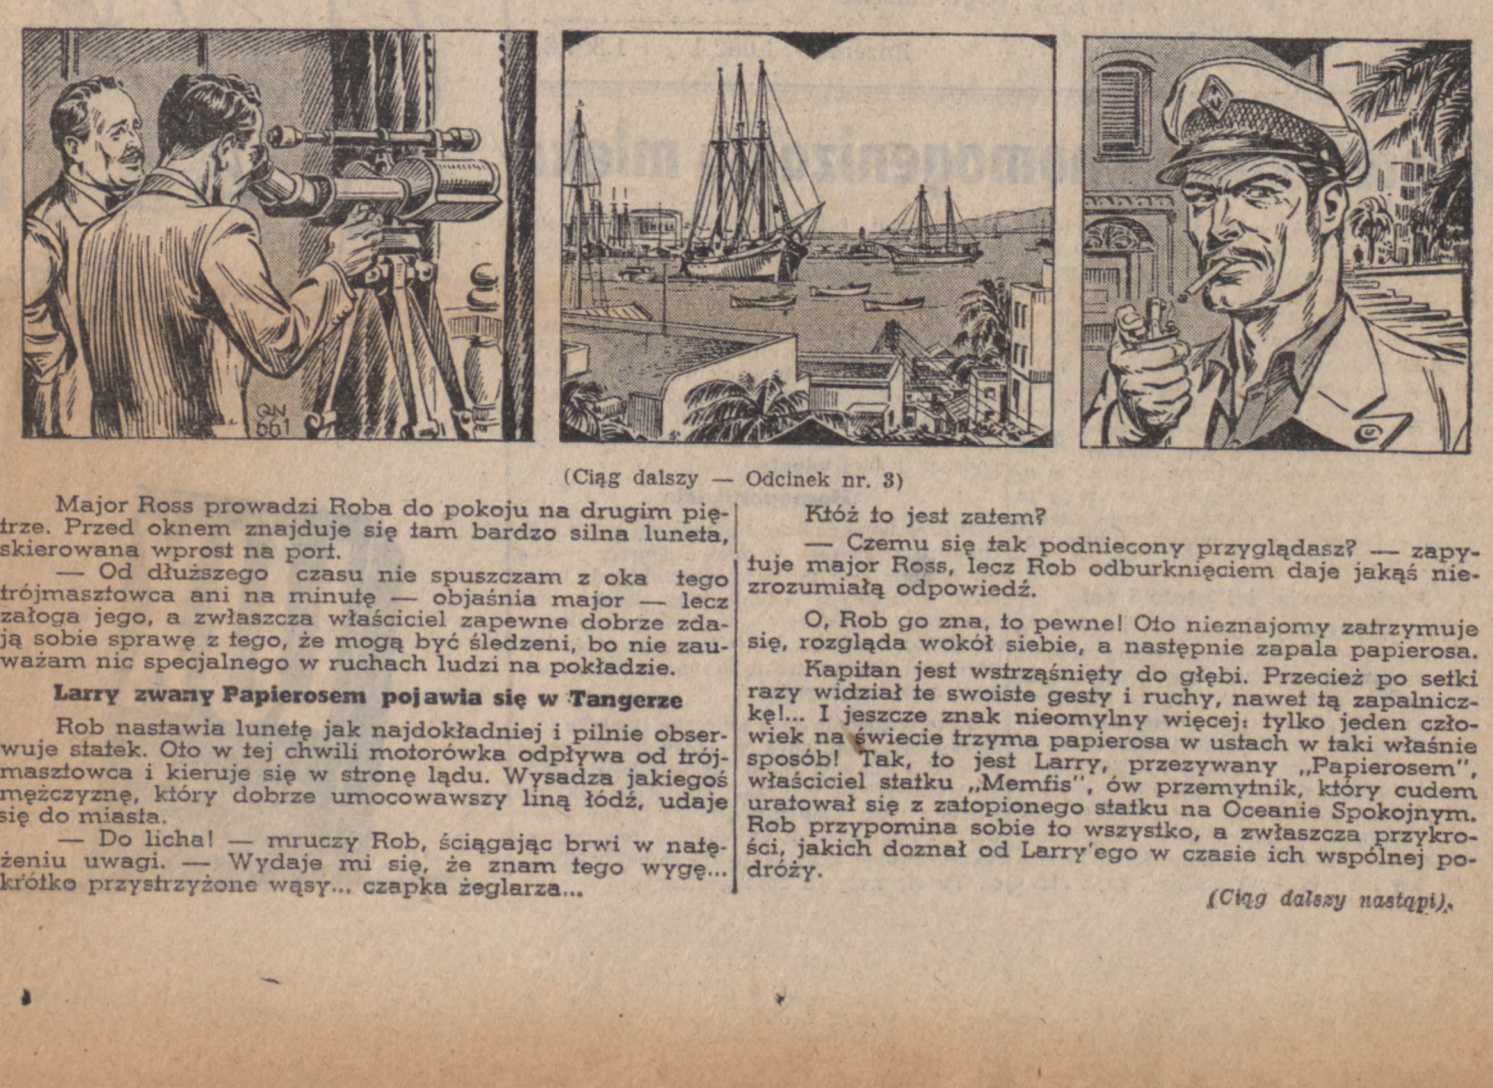 QN
661
(Ciąg dalszy — Odcinek nr. 3)
Major Ross prowadzi Roba do pokoju na drugim pię-
trze. Przed oknem znajduje się tam bardzo silna luneta,
skierowana wprost na port.
— Od dłuższego czasu nie spuszczam z oka tego
trójmasztowca ani na minutę — objaśnia major — lecz
załoga jego, a zwłaszcza właściciel zapewne dobrze zda-
ją sobie sprawę z tego, że mogą być śledzeni, bo nie zau-
ważam nic specjalnego w ruchach ludzi na pokładzie.
Larry zwany Papierosem pojawia się w Tangerze
Rob nastawia lunetę jak najdokładniej i pilnie obser-
wuje statek. Oto w tej chwili motorówka odpływa od trój-
masztowca i kieruje się w stronę lądu. Wysadza jakiegoś
mężczyznę, który dobrze umocowawszy liną łódź, udaje
się do miasta.
— Do licha! — mruczy Rob, ściągając brwi w natę-
żeniu uwagi. — Wydaje mi się, że znam tego wygę...
krótko przystrzyżone wąsy... czapka żeglarza...
Któż to jest zatem?
— Czemu się tak podniecony przyglądasz? — zapy-
tuje major Ross, lecz Rob odburknięciem daje jakąś nie-
zrozumiałą odpowiedź.
O, Rob go zna, to pewne! Oto nieznajomy zatrzymuje
się, rozgląda wokół siebie, a następnie zapala papierosa.
Kapitan jest wstrząśnięty do głębi. Przecież po setki
razy widział te swoiste gesty i ruchy, nawet tą zapalnicz-
kę!... I jeszcze znak nieomylny więcej: tylko jeden czło-
wiek na świecie trzyma papierosa w ustach w taki właśnie
sposób! Tak, to jest Larry, przezywany „Papierosem",
właściciel statku „Memfis", ów przemytnik, który cudem
uratował się z zatopionego statku na Oceanie Spokojnym.
Rob przypomina sobie to wszystko, a zwłaszcza przykro-
ści, jakich doznał od Larry'ego w czasie ich wspólnej po-
dróży.
(Ciąg dalszy nastąpi).